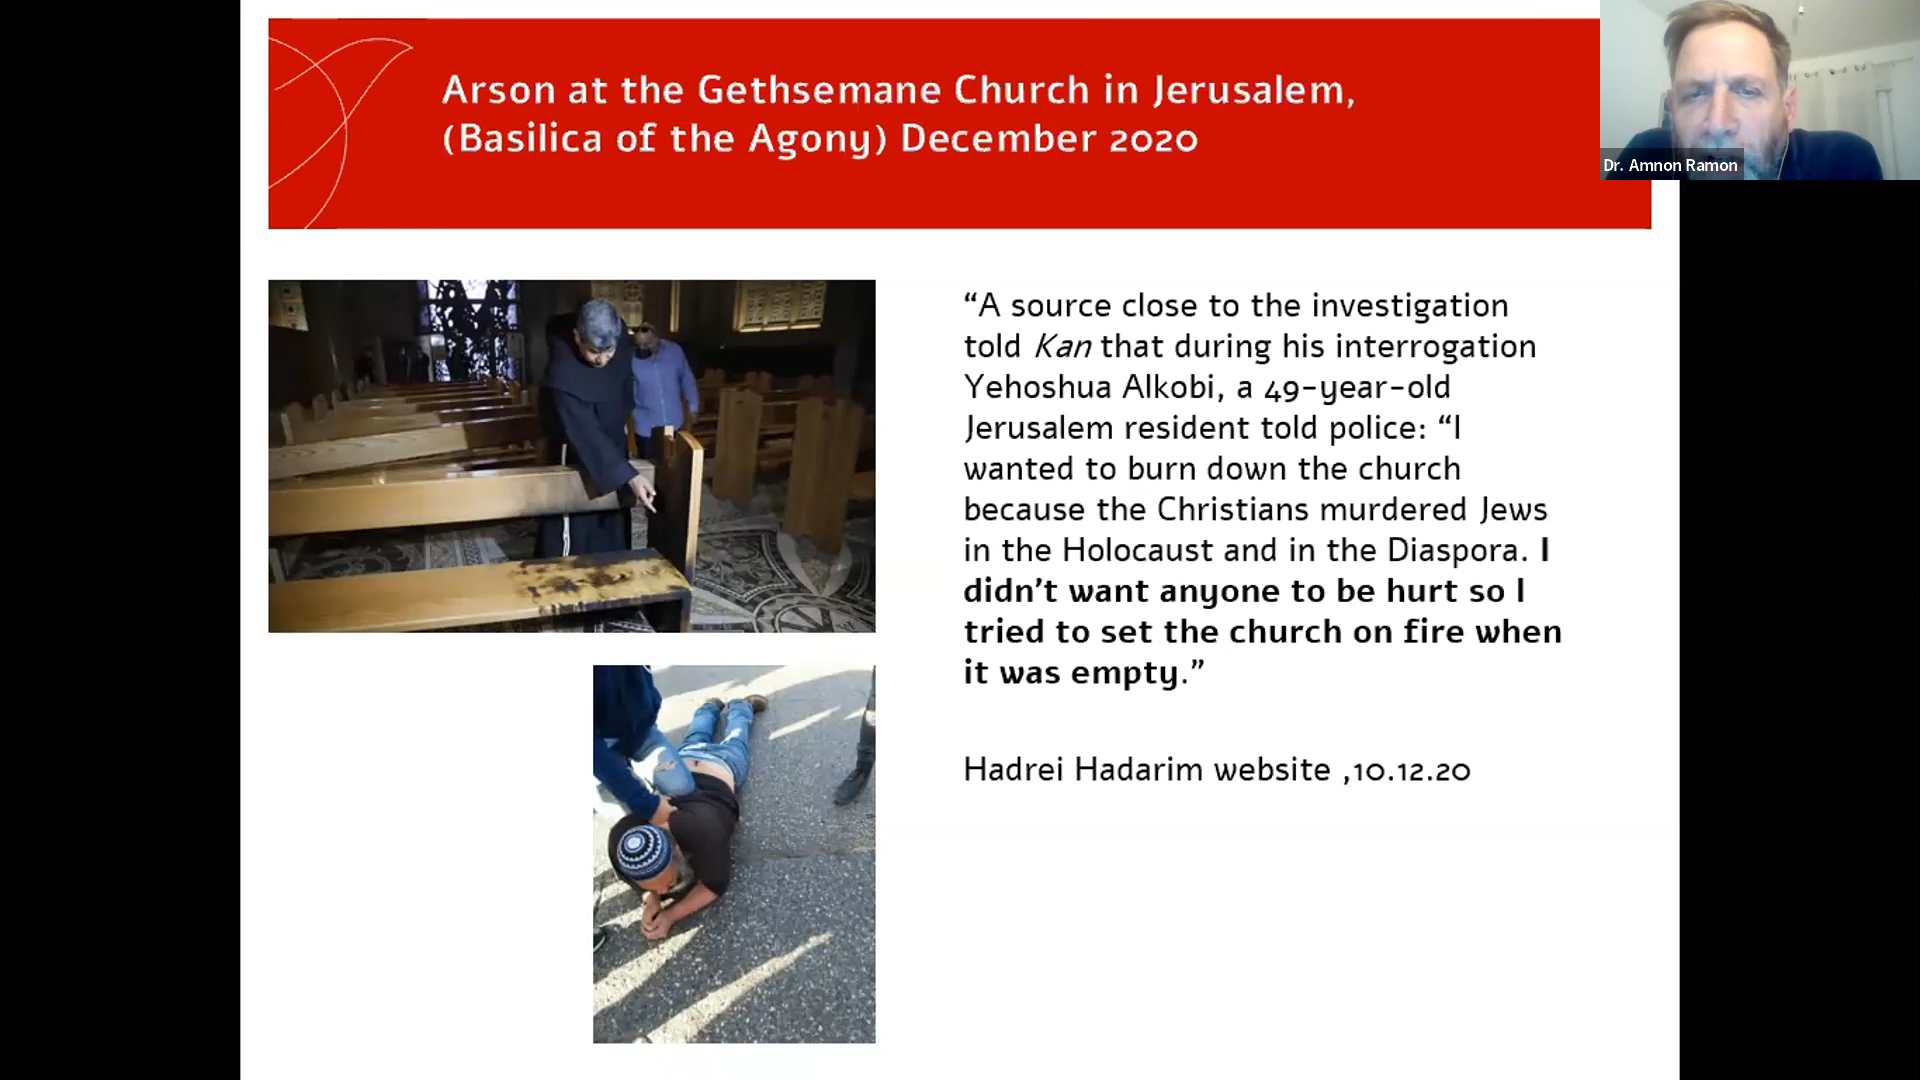 Arson at the Gethsemane Church in Jerusalem,
(Basilica of the Agony) December 2020
Dr. Amnon Ramon
“A source close to the investigation
told Kan that during his interrogation
Yehoshua Alkobi, a 49-year-old
Jerusalem resident told police: “I
wanted to burn down the church
because the Christians murdered Jews
in the Holocaust and in the Diaspora. I
didn’t want anyone to be hurt so I
tried to set the church on fire when
it was empty.”
Hadrei Hadarim website ,10.12.20